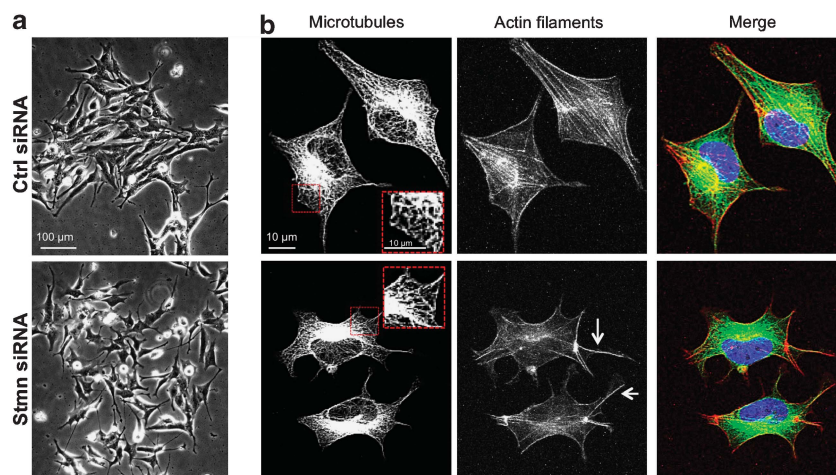 a
b
Microtubules
Actin filaments
Merge
Ctrl siRNA
100 µm
10 µm
10 µm
Stmn siRNA